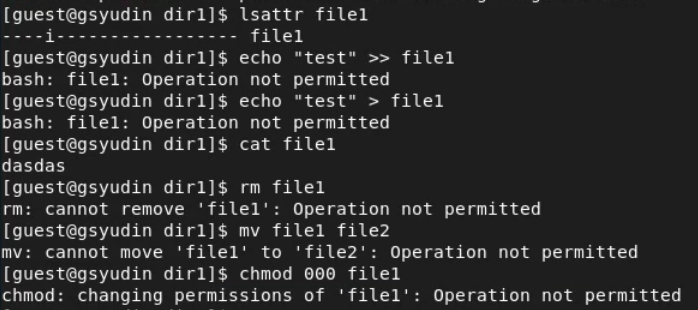 [guest@gsyudin dir1]$ lsattr file1
----i----------------- file1
[guest@gsyudin dir1]$ echo "test" >> file1
bash: file1: Operation not permitted
[guest@gsyudin dir1]$ echo "test" > file1
bash: file1: Operation not permitted
[guest@gsyudin dir1]$ cat file1
dasdas
[guest@gsyudin dir1]$ rm file1
rm: cannot remove 'file1': Operation not permitted
[guest@gsyudin dir1]$ mv file1 file2
mv: cannot move 'file1' to 'file2': Operation not permitted
[guest@gsyudin dir1]$ chmod 000 file1
chmod: changing permissions of 'file1': Operation not permitted